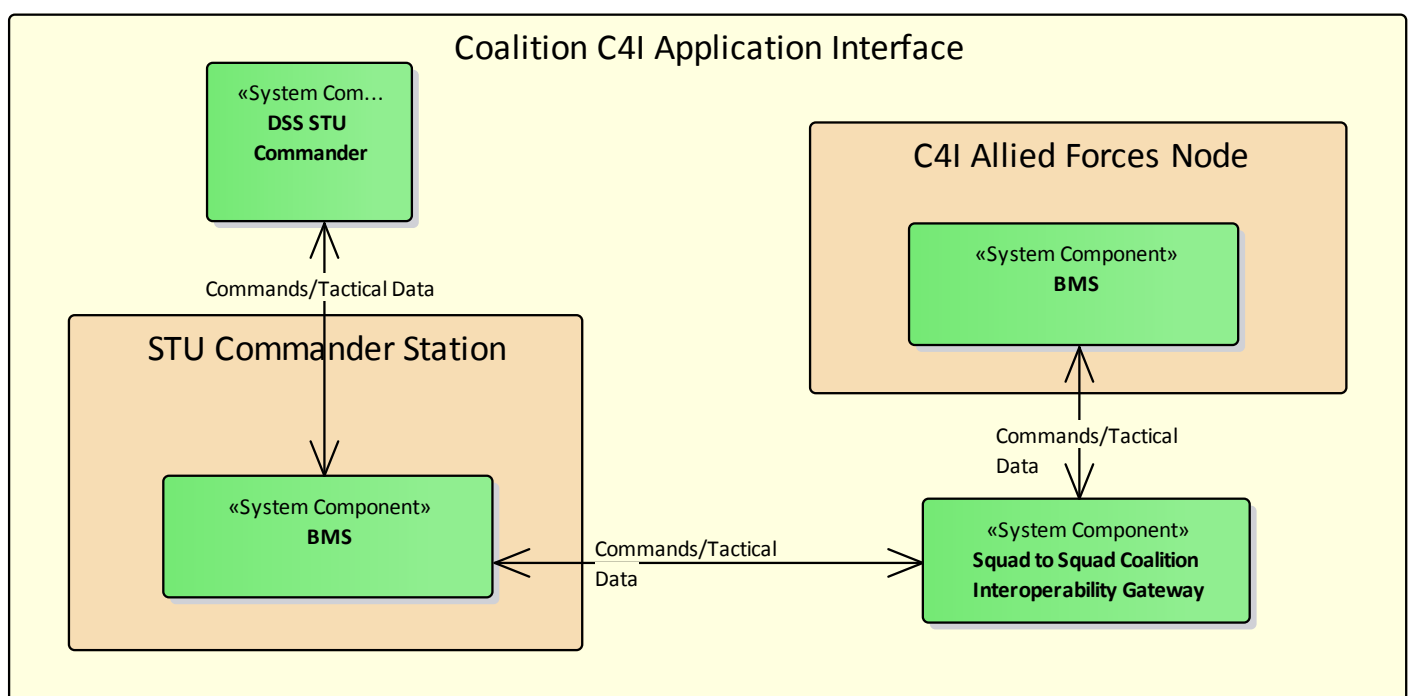 Coalition C4I Application Interface
«System Com...
DSS STU
Commander
Commands/Tactical Data
STU Commander Station
«System Component»
BMS
C4I Allied Forces Node
«System Component»
BMS
Commands/Tactical
Data
Commands/Tactical
Data
«System Component»
Squad to Squad Coalition
Interoperability Gateway